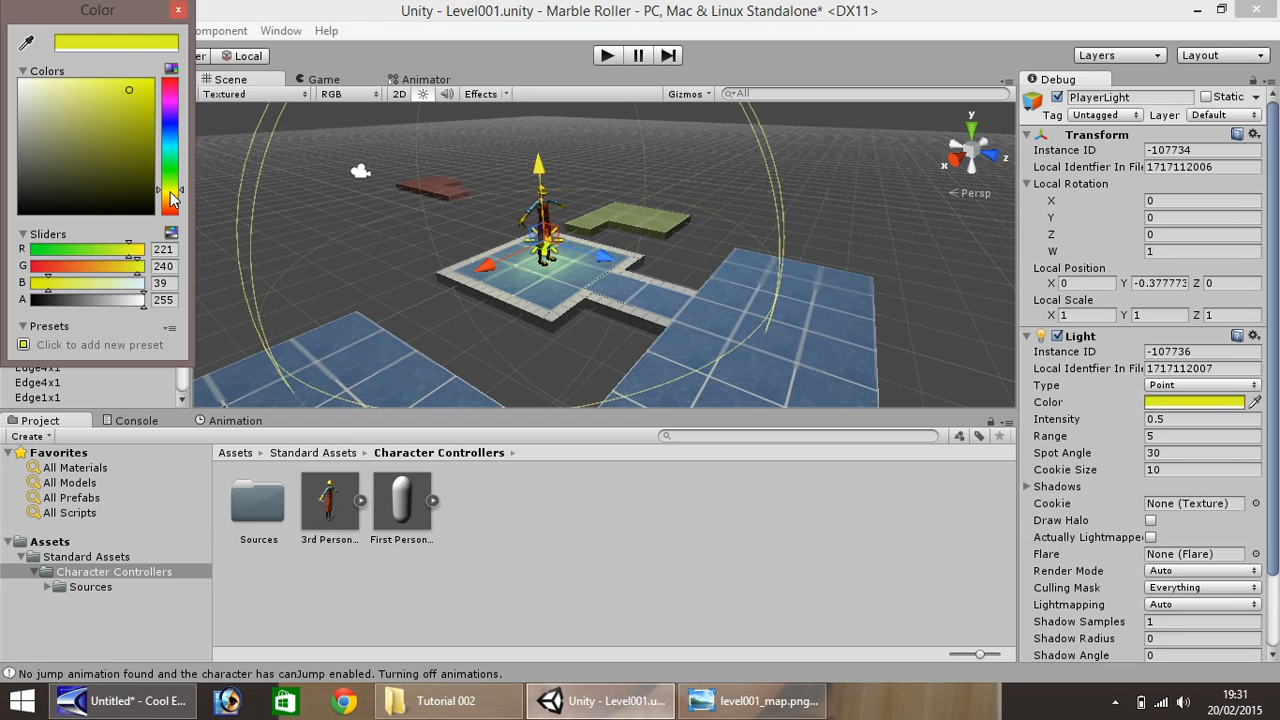 Color
Unity - Level001.unity - Marble Roller - PC, Mac & Linux Standalone* <DX11>
omponent Window Help
er Local Layers Layout
Colors
Scene Game Animator
Textured RGB 2D Effects Gizmos All
Persp
y
x
z
Sliders
R 221
G 240
B 39
A 255
Presets
Click to add new preset
Edge4x1
Edge4x1
Edge1x1
Debug
PlayerLight Static
Tag Untagged Layer Default
Transform
Instance ID -107734
Local Identfier In File 1717112006
Local Rotation
X 0
Y 0
Z 0
W 1
Local Position
X 0 Y -0.377773 Z 0
Local Scale
X 1 Y 1 Z 1
Light
Instance ID -107736
Local Identfier In File 1717112007
Type Point
Color
Intensity 0.5
Range 5
Spot Angle 30
Cookie Size 10
Shadows
Cookie None (Texture)
Draw Halo
Actually Lightmappe
Flare None (Flare)
Render Mode Auto
Culling Mask Everything
Lightmapping Auto
Shadow Samples 1
Shadow Radius 0
Shadow Angle 0
Project Console Animation
Create
Favorites
All Materials
All Models
All Prefabs
All Scripts
Assets
Standard Assets
Character Controllers
Sources
Assets Standard Assets Character Controllers
Sources 3rd Person... First Person...
No jump animation found and the character has canJump enabled. Turning off animations.
Untitled* - Cool E... Tutorial 002 Unity - Level001.u... level001_map.png...
19:31
20/02/2015